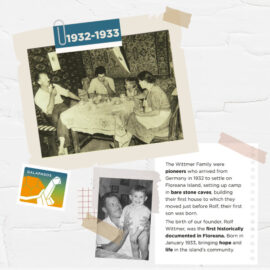 1932-1933
GALÁPAGOS
The Wittmer Family were
pioneers who arrived from
Germany in 1932 to settle on
Floreana Island, setting up camp
in bare stone caves, building
their first house to which they
moved just before Rolf, their first
son was born.
The birth of our founder, Rolf
Wittmer, was the first historically
documented in Floreana. Born in
January 1933, bringing hope and
life in the island's community.